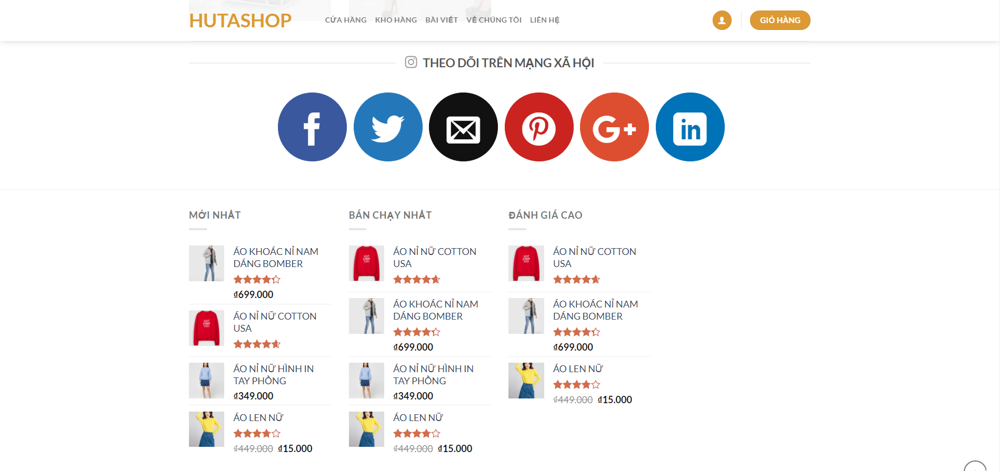 HUTASHOP
CỬA HÀNG KHO HÀNG BÀI VIẾT VỀ CHÚNG TÔI LIÊN HỆ
GIỎ HÀNG
THEO DÕI TRÊN MẠNG XÃ HỘI
MỚI NHẤT
ÁO KHOÁC NỈ NAM
DÁNG BOMBER
₫699.000
ÁO NỈ NỮ COTTON
USA
ÁO NỈ NỮ HÌNH IN
TAY PHỒNG
₫349.000
ÁO LEN NỮ
₫449.000 ₫15.000
BÁN CHẠY NHẤT
ÁO NỈ NỮ COTTON
USA
ÁO KHOÁC NỈ NAM
DÁNG BOMBER
₫699.000
ÁO NỈ NỮ HÌNH IN
TAY PHỒNG
₫349.000
ÁO LEN NỮ
₫449.000 ₫15.000
ĐÁNH GIÁ CAO
ÁO NỈ NỮ COTTON
USA
ÁO KHOÁC NỈ NAM
DÁNG BOMBER
₫699.000
ÁO LEN NỮ
₫449.000 ₫15.000